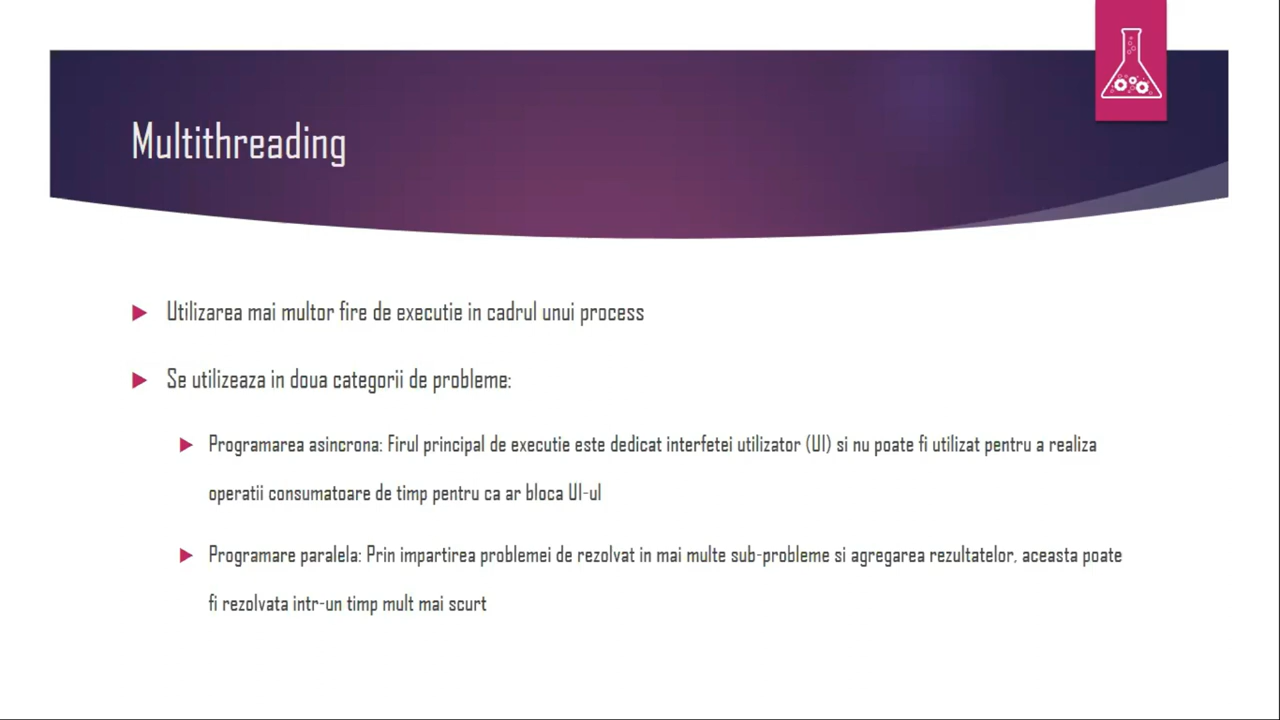 Multithreading
Utilizarea mai multor fire de executie in cadrul unui process
Se utilizeaza in doua categorii de probleme:
Programarea asincrona: Firul principal de executie este dedicat interfetei utilizator (UI) si nu poate fi utilizat pentru a realiza
operatii consumatoare de timp pentru ca ar bloca UI-ul
Programare paralela: Prin impartirea problemei de rezolvat in mai multe sub-probleme si agregarea rezultatelor, aceasta poate
fi rezolvata intr-un timp mult mai scurt